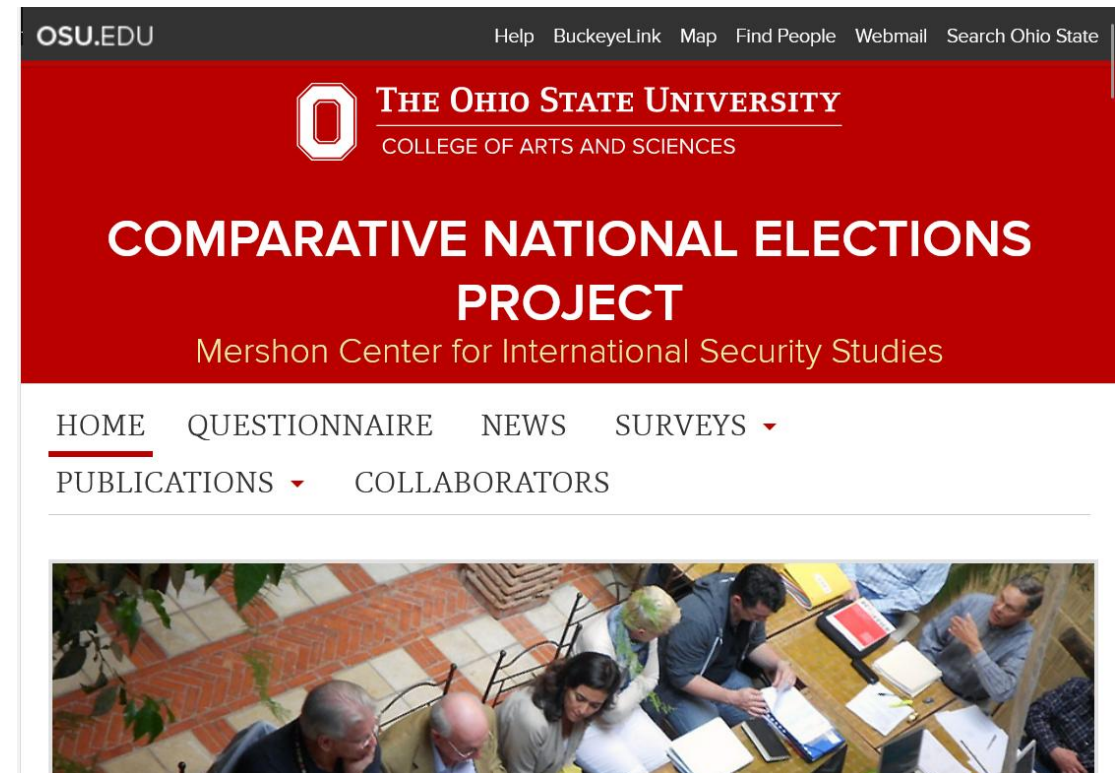 OSU.EDU Help BuckeyeLink Map Find People Webmail Search Ohio State
THE OHIO STATE UNIVERSITY
COLLEGE OF ARTS AND SCIENCES
COMPARATIVE NATIONAL ELECTIONS
PROJECT
Mershon Center for International Security Studies
HOME QUESTIONNAIRE NEWS SURVEYS
PUBLICATIONS COLLABORATORS